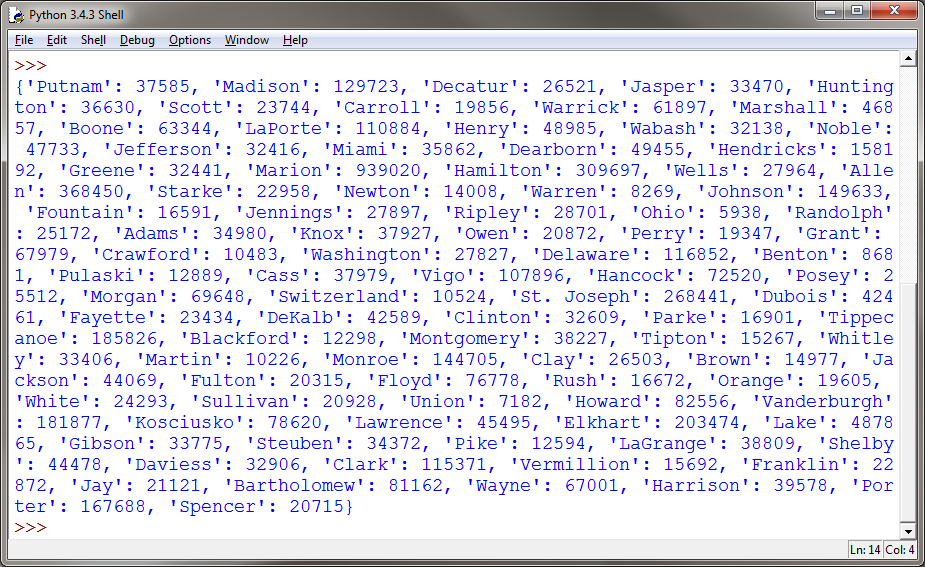 Python 3.4.3 Shell
File Edit Shell Debug Options Window Help
>>>
{'Putnam': 37585, 'Madison': 129723, 'Decatur': 26521, 'Jasper': 33470, 'Hunting
ton': 36630, 'Scott': 23744, 'Carroll': 19856, 'Warrick': 61897, 'Marshall': 468
57, 'Boone': 63344, 'LaPorte': 110884, 'Henry': 48985, 'Wabash': 32138, 'Noble':
 47733, 'Jefferson': 32416, 'Miami': 35862, 'Dearborn': 49455, 'Hendricks': 1581
92, 'Greene': 32441, 'Marion': 939020, 'Hamilton': 309697, 'Wells': 27964, 'Alle
n': 368450, 'Starke': 22958, 'Newton': 14008, 'Warren': 8269, 'Johnson': 149633,
 'Fountain': 16591, 'Jennings': 27897, 'Ripley': 28701, 'Ohio': 5938, 'Randolph'
: 25172, 'Adams': 34980, 'Knox': 37927, 'Owen': 20872, 'Perry': 19347, 'Grant': 
67979, 'Crawford': 10483, 'Washington': 27827, 'Delaware': 116852, 'Benton': 868
1, 'Pulaski': 12889, 'Cass': 37979, 'Vigo': 107896, 'Hancock': 72520, 'Posey': 2
5512, 'Morgan': 69648, 'Switzerland': 10524, 'St. Joseph': 268441, 'Dubois': 424
61, 'Fayette': 23434, 'DeKalb': 42589, 'Clinton': 32609, 'Parke': 16901, 'Tippec
anoe': 185826, 'Blackford': 12298, 'Montgomery': 38227, 'Tipton': 15267, 'Whitle
y': 33406, 'Martin': 10226, 'Monroe': 144705, 'Clay': 26503, 'Brown': 14977, 'Ja
ckson': 44069, 'Fulton': 20315, 'Floyd': 76778, 'Rush': 16672, 'Orange': 19605, 
'White': 24293, 'Sullivan': 20928, 'Union': 7182, 'Howard': 82556, 'Vanderburgh'
: 181877, 'Kosciusko': 78620, 'Lawrence': 45495, 'Elkhart': 203474, 'Lake': 4878
65, 'Gibson': 33775, 'Steuben': 34372, 'Pike': 12594, 'LaGrange': 38809, 'Shelby
': 44478, 'Daviess': 32906, 'Clark': 115371, 'Vermillion': 15692, 'Franklin': 22
872, 'Jay': 21121, 'Bartholomew': 81162, 'Wayne': 67001, 'Harrison': 39578, 'Por
ter': 167688, 'Spencer': 20715}
>>>
Ln: 14 Col: 4